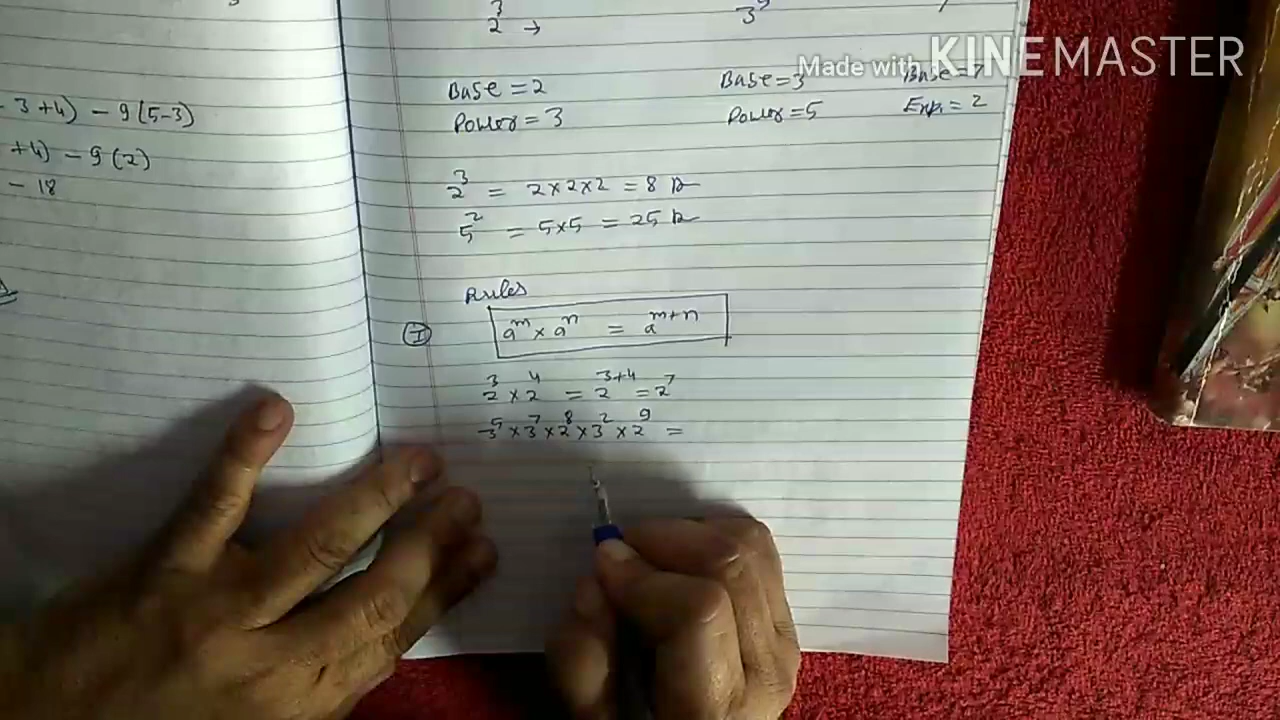 - 3 + 4) - 9(5-3)
+ 4) - 9(2)
- 18
2³ →
Made with KINEMASTER
Base = 2 Base = 3 Base = 7
Power = 3 Power = 5 Exp. = 2
2³ = 2×2×2 = 8
5² = 5×5 = 25
Rules
(I) aᵐ × aⁿ = aᵐ⁺ⁿ
2³ × 2⁴ = 2³⁺⁴ = 2⁷
3⁵ × 3⁷ × 2⁸ × 3² × 2⁹ =